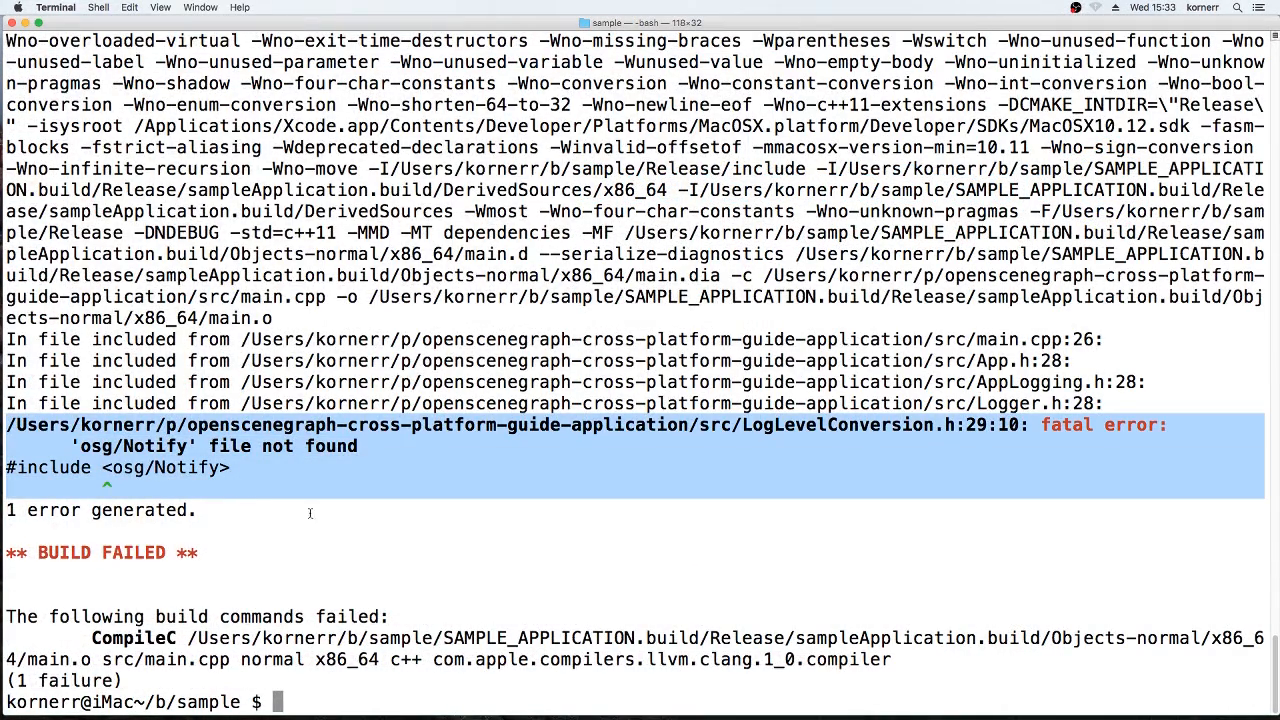 Terminal Shell Edit View Window Help Wed 15:33 kornerr
sample — -bash — 118×32
Wno-overloaded-virtual -Wno-exit-time-destructors -Wno-missing-braces -Wparentheses -Wswitch -Wno-unused-function -Wno
-unused-label -Wno-unused-parameter -Wno-unused-variable -Wunused-value -Wno-empty-body -Wno-uninitialized -Wno-unknow
n-pragmas -Wno-shadow -Wno-four-char-constants -Wno-conversion -Wno-constant-conversion -Wno-int-conversion -Wno-bool-
conversion -Wno-enum-conversion -Wno-shorten-64-to-32 -Wno-newline-eof -Wno-c++11-extensions -DCMAKE_INTDIR=\"Release\
" -isysroot /Applications/Xcode.app/Contents/Developer/Platforms/MacOSX.platform/Developer/SDKs/MacOSX10.12.sdk -fasm-
blocks -fstrict-aliasing -Wdeprecated-declarations -Winvalid-offsetof -mmacosx-version-min=10.11 -Wno-sign-conversion
-Wno-infinite-recursion -Wno-move -I/Users/kornerr/b/sample/Release/include -I/Users/kornerr/b/sample/SAMPLE_APPLICATI
ON.build/Release/sampleApplication.build/DerivedSources/x86_64 -I/Users/kornerr/b/sample/SAMPLE_APPLICATION.build/Rele
ase/sampleApplication.build/DerivedSources -Wmost -Wno-four-char-constants -Wno-unknown-pragmas -F/Users/kornerr/b/sam
ple/Release -DNDEBUG -std=c++11 -MMD -MT dependencies -MF /Users/kornerr/b/sample/SAMPLE_APPLICATION.build/Release/sam
pleApplication.build/Objects-normal/x86_64/main.d --serialize-diagnostics /Users/kornerr/b/sample/SAMPLE_APPLICATION.b
uild/Release/sampleApplication.build/Objects-normal/x86_64/main.dia -c /Users/kornerr/p/openscenegraph-cross-platform-
guide-application/src/main.cpp -o /Users/kornerr/b/sample/SAMPLE_APPLICATION.build/Release/sampleApplication.build/Obj
ects-normal/x86_64/main.o
In file included from /Users/kornerr/p/openscenegraph-cross-platform-guide-application/src/main.cpp:26:
In file included from /Users/kornerr/p/openscenegraph-cross-platform-guide-application/src/App.h:28:
In file included from /Users/kornerr/p/openscenegraph-cross-platform-guide-application/src/AppLogging.h:28:
In file included from /Users/kornerr/p/openscenegraph-cross-platform-guide-application/src/Logger.h:28:
/Users/kornerr/p/openscenegraph-cross-platform-guide-application/src/LogLevelConversion.h:29:10: fatal error:
'osg/Notify' file not found
#include <osg/Notify>
^
1 error generated.
** BUILD FAILED **
The following build commands failed:
CompileC /Users/kornerr/b/sample/SAMPLE_APPLICATION.build/Release/sampleApplication.build/Objects-normal/x86_6
4/main.o src/main.cpp normal x86_64 c++ com.apple.compilers.llvm.clang.1_0.compiler
(1 failure)
kornerr@iMac~/b/sample $